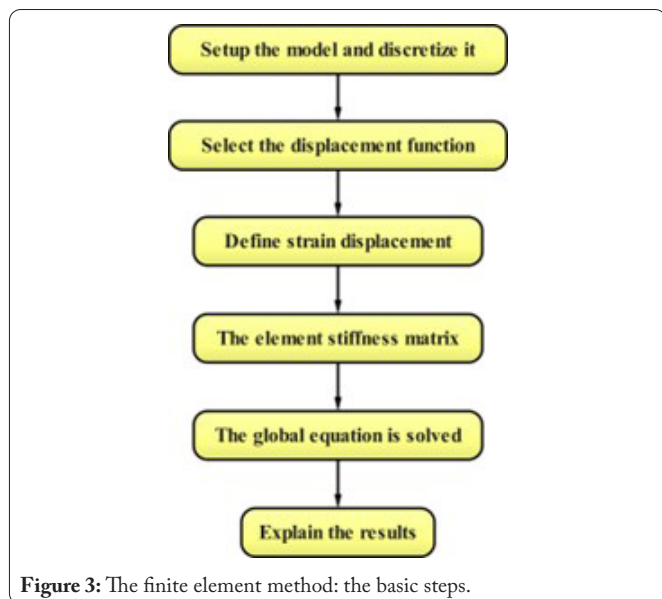 Setup the model and discretize it
Select the displacement function
Define strain displacement
The element stiffness matrix
The global equation is solved
Explain the results
Figure 3: The finite element method: the basic steps.